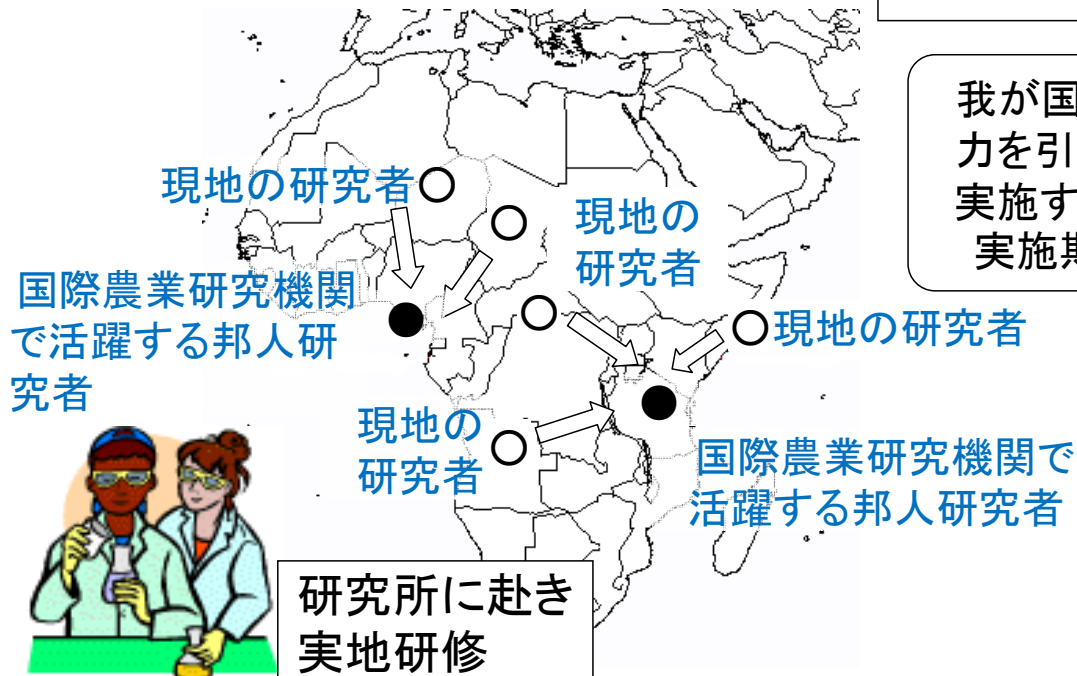 我が国
力を引
実施す
実施期
現地の研究者
現地の
研究者
国際農業研究機関
で活躍する邦人研
究者
現地の研究者
現地の
研究者
国際農業研究機関で
活躍する邦人研究者
研究所に赴き
実地研修